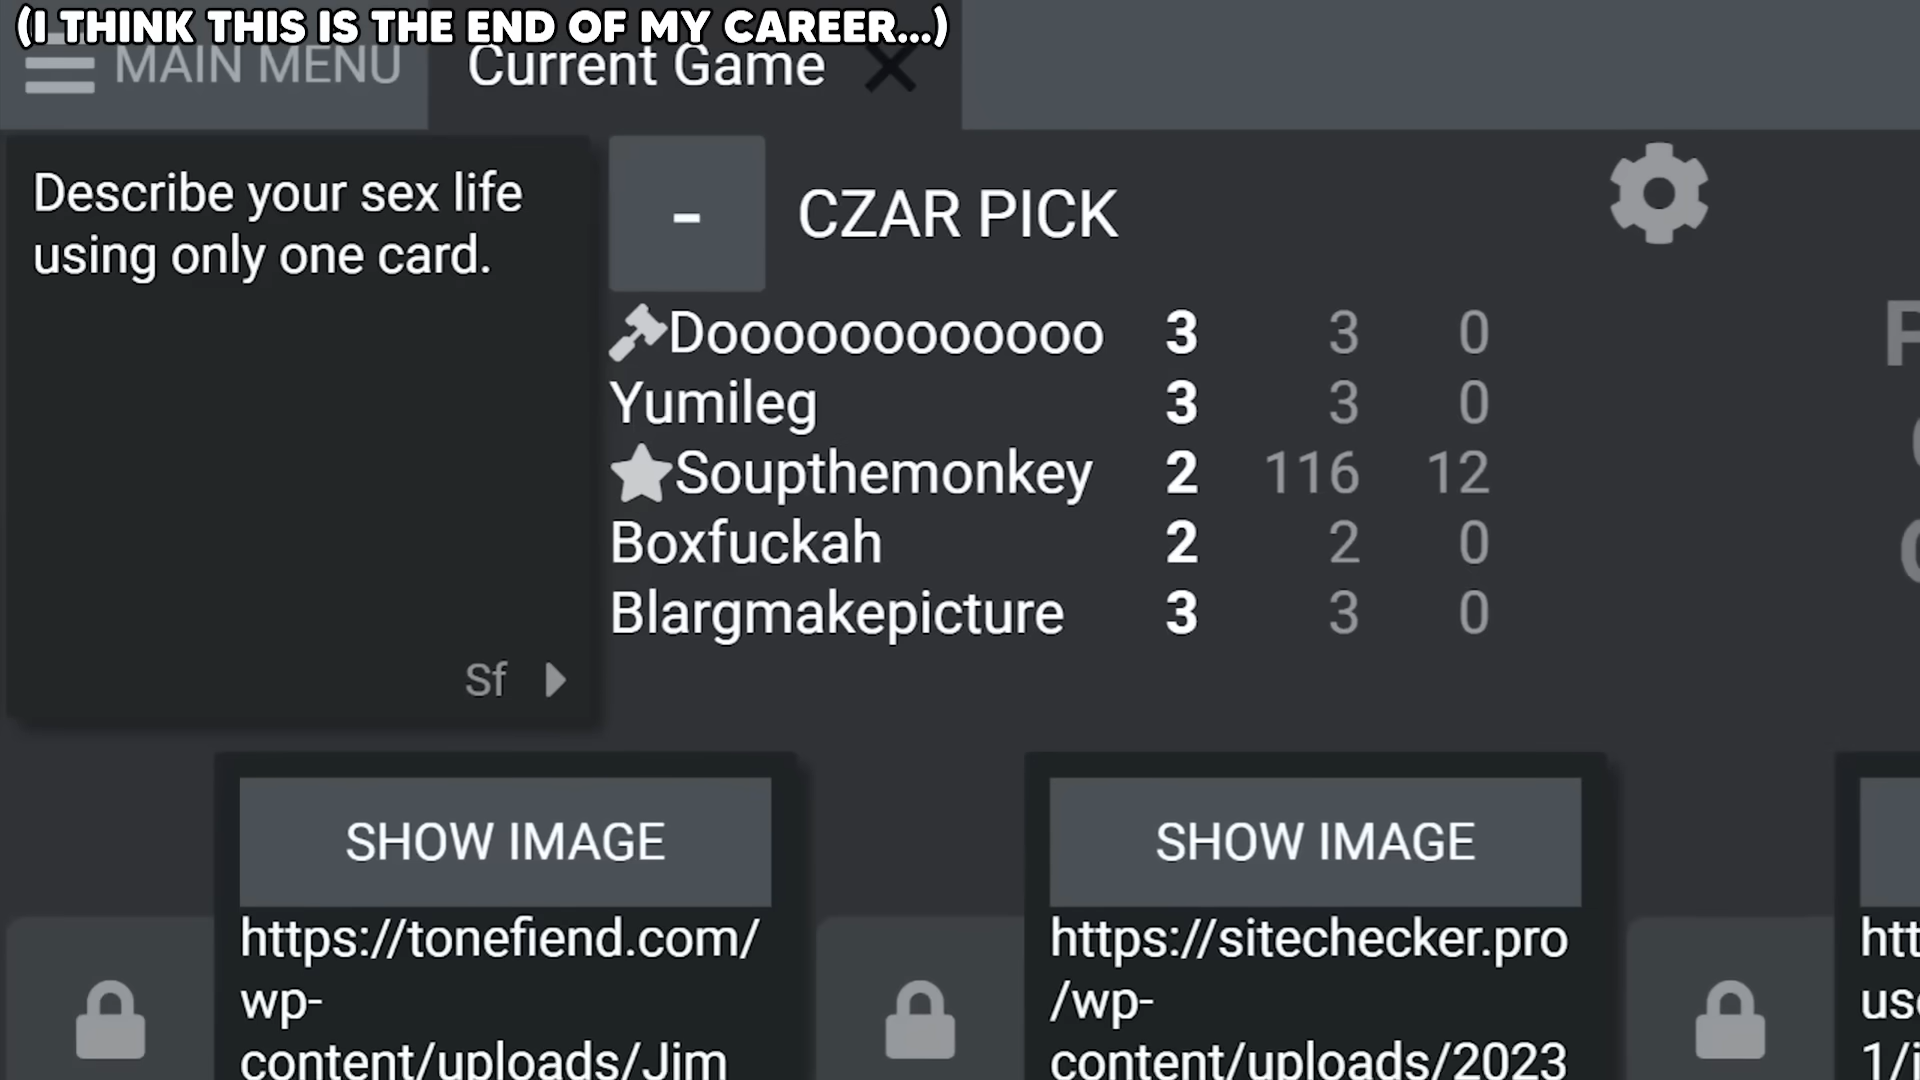 (I THINK THIS IS THE END OF MY CAREER...)
MAIN MENU
Current Game
Describe your sex life
using only one card.
Sf
-
CZAR PICK
Doooooooooooo 3 3 0
Yumileg 3 3 0
Soupthemonkey 2 116 12
Boxfuckah 2 2 0
Blargmakepicture 3 3 0
SHOW IMAGE
https://tonefiend.com/
wp-
content/uploads/Jim
SHOW IMAGE
https://sitechecker.pro
/wp-
content/uploads/2023